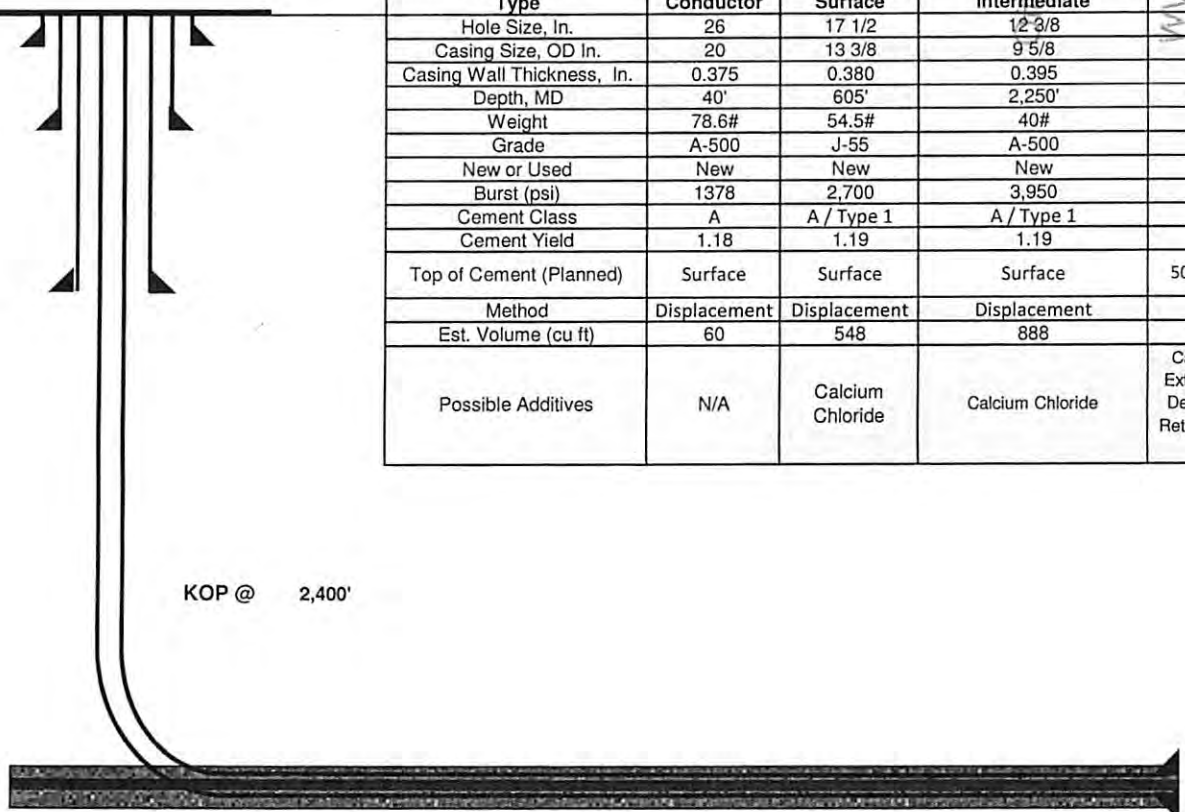 Type Conductor Surface Intermediate
Hole Size, In. 26 17 1/2 12 3/8
Casing Size, OD In. 20 13 3/8 9 5/8
Casing Wall Thickness, In. 0.375 0.380 0.395
Depth, MD 40' 605' 2,250'
Weight 78.6# 54.5# 40#
Grade A-500 J-55 A-500
New or Used New New New
Burst (psi) 1378 2,700 3,950
Cement Class A A / Type 1 A / Type 1
Cement Yield 1.18 1.19 1.19
Top of Cement (Planned) Surface Surface Surface 50
Method Displacement Displacement Displacement
Est. Volume (cu ft) 60 548 888
Possible Additives N/A Calcium Chloride Calcium Chloride
KOP @ 2,400'